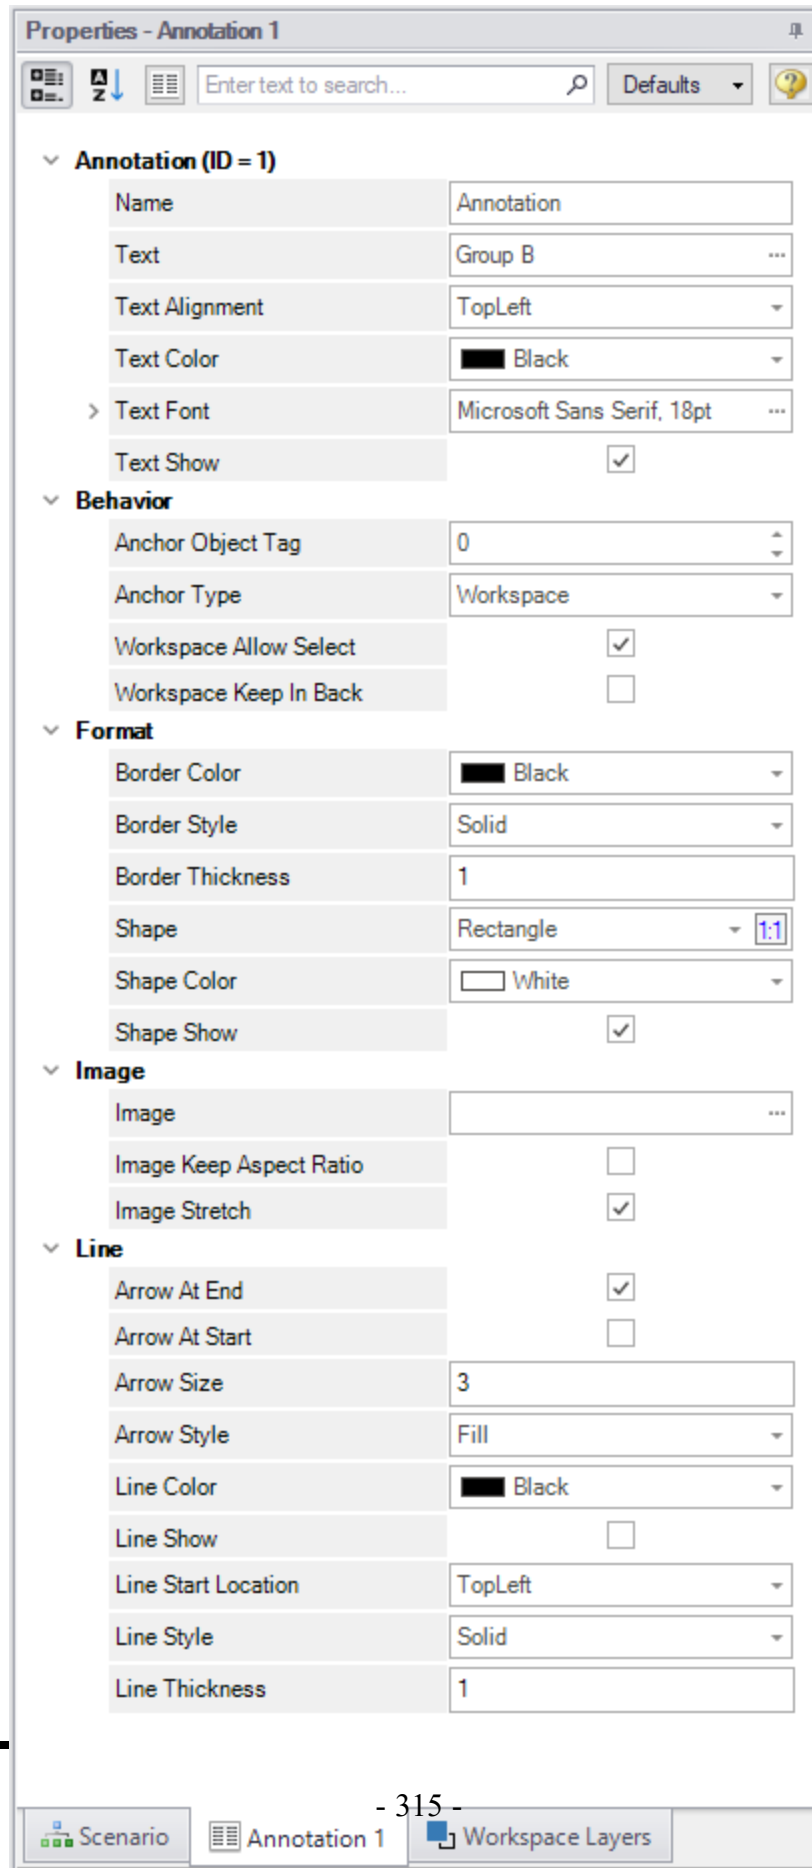 Properties - Annotation 1
Enter text to search...
Defaults
Annotation (ID = 1)
Name Annotation
Text Group B ...
Text Alignment TopLeft
Text Color Black
Text Font Microsoft Sans Serif, 18pt ...
Text Show
Behavior
Anchor Object Tag 0
Anchor Type Workspace
Workspace Allow Select
Workspace Keep In Back
Format
Border Color Black
Border Style Solid
Border Thickness 1
Shape Rectangle 1:1
Shape Color White
Shape Show
Image
Image ...
Image Keep Aspect Ratio
Image Stretch
Line
Arrow At End
Arrow At Start
Arrow Size 3
Arrow Style Fill
Line Color Black
Line Show
Line Start Location TopLeft
Line Style Solid
Line Thickness 1
- 315 -
Scenario Annotation 1 Workspace Layers